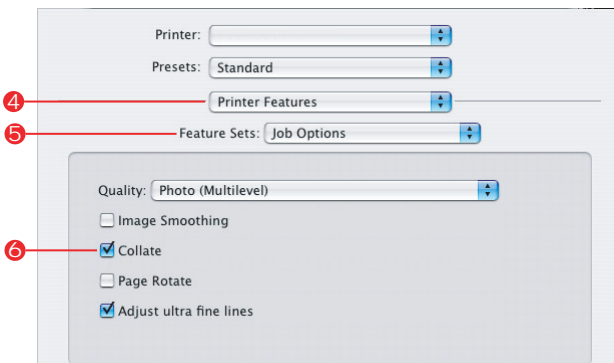 Printer:
Presets: Standard
4 Printer Features
5 Feature Sets: Job Options
Quality: Photo (Multilevel)
Image Smoothing
6 Collate
Page Rotate
Adjust ultra fine lines